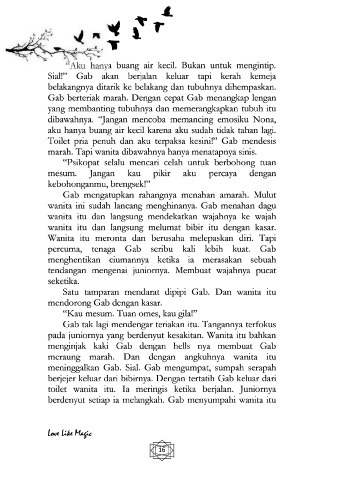 "Aku hanya buang air kecil. Bukan untuk mengintip.
Sial!" Gab akan berjalan keluar tapi kerah kemeja
belakangnya ditarik ke belakang dan tubuhnya dihempaskan.
Gab berteriak marah. Dengan cepat Gab menangkap lengan
yang membanting tubuhnya dan memerangkapkan tubuh itu
dibawahnya. "Jangan mencoba memancing emosiku Nona,
aku hanya buang air kecil karena aku sudah tidak tahan lagi.
Toilet pria penuh dan aku terpaksa kesini!" Gab mendesis
marah. Tapi wanita dibawahnya hanya menatapnya sinis.
"Psikopat selalu mencari celah untuk berbohong tuan
mesum. Jangan kau pikir aku percaya dengan
kebohonganmu, brengsek!"
Gab mengatupkan rahangnya menahan amarah. Mulut
wanita ini sudah lancang menghinanya. Gab menahan dagu
wanita itu dan langsung mendekatkan wajahnya ke wajah
wanita itu dan langsung melumat bibir itu dengan kasar.
Wanita itu meronta dan berusaha melepaskan diri. Tapi
percuma, tenaga Gab seribu kali lebih kuat. Gab
menghentikan ciumannya ketika ia merasakan sebuah
tendangan mengenai juniornya. Membuat wajahnya pucat
seketika.
Satu tamparan mendarat dipipi Gab. Dan wanita itu
mendorong Gab dengan kasar.
"Kau mesum. Tuan omes, kau gila!"
Gab tak lagi mendengar teriakan itu. Tangannya terfokus
pada juniornya yang berdenyut kesakitan. Wanita itu bahkan
menginjak kaki Gab dengan hells nya membuat Gab
meraung marah. Dan dengan angkuhnya wanita itu
meninggalkan Gab. Sial. Gab mengumpat, sumpah serapah
berjejer keluar dari bibirnya. Dengan tertatih Gab keluar dari
toilet wanita itu. Ia meringis ketika berjalan. Juniornya
berdenyut setiap ia melangkah. Gab menyumpahi wanita itu
Love Like Magic
16